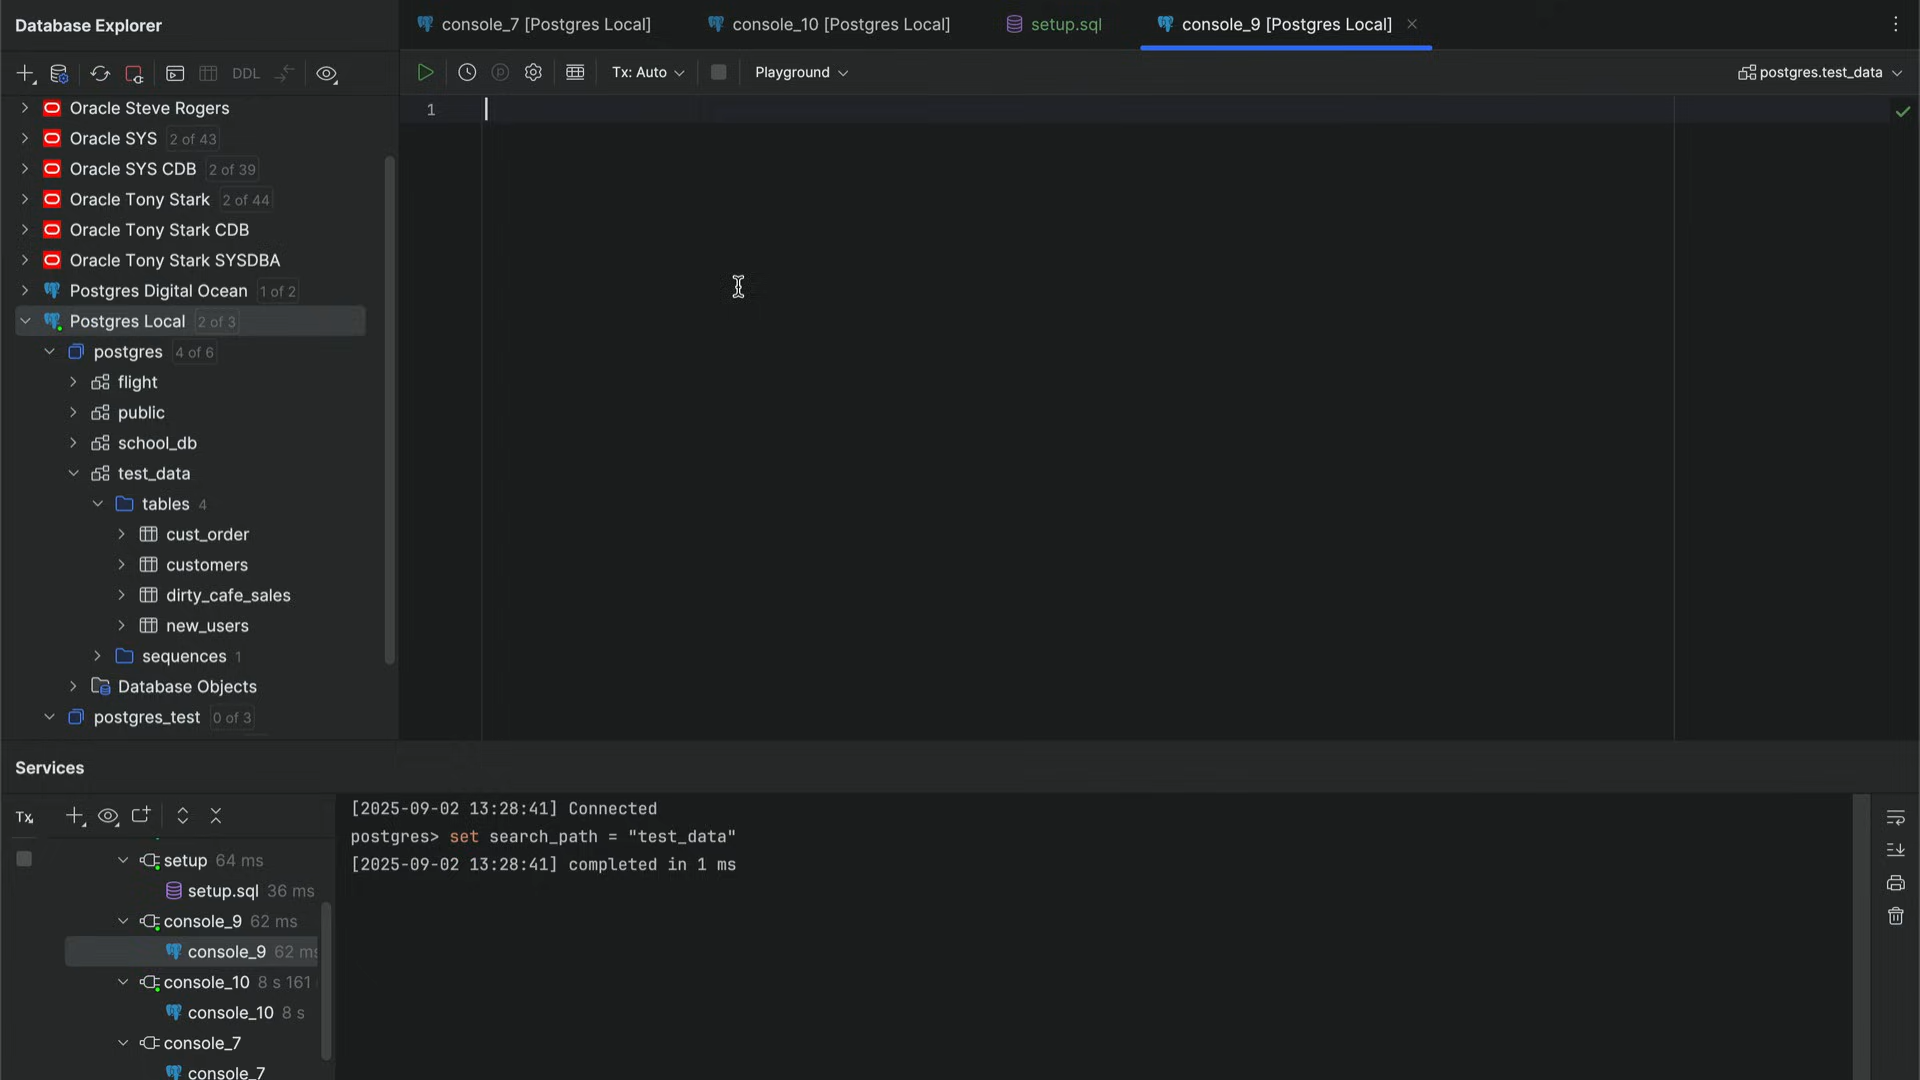 Database Explorer
console_7 [Postgres Local]
console_10 [Postgres Local]
setup.sql
console_9 [Postgres Local]
DDL
Tx: Auto
Playground
postgres.test_data
Oracle Steve Rogers
Oracle SYS 2 of 43
Oracle SYS CDB 2 of 39
Oracle Tony Stark 2 of 44
Oracle Tony Stark CDB
Oracle Tony Stark SYSDBA
Postgres Digital Ocean 1 of 2
Postgres Local 2 of 3
postgres 4 of 6
flight
public
school_db
test_data
tables 4
cust_order
customers
dirty_cafe_sales
new_users
sequences 1
Database Objects
postgres_test 0 of 3
1
Services
Tx
setup 64 ms
setup.sql 36 ms
console_9 62 ms
console_9 62 ms
console_10 8 s 161
console_10 8 s
console_7
console_7
[2025-09-02 13:28:41] Connected
postgres> set search_path = "test_data"
[2025-09-02 13:28:41] completed in 1 ms